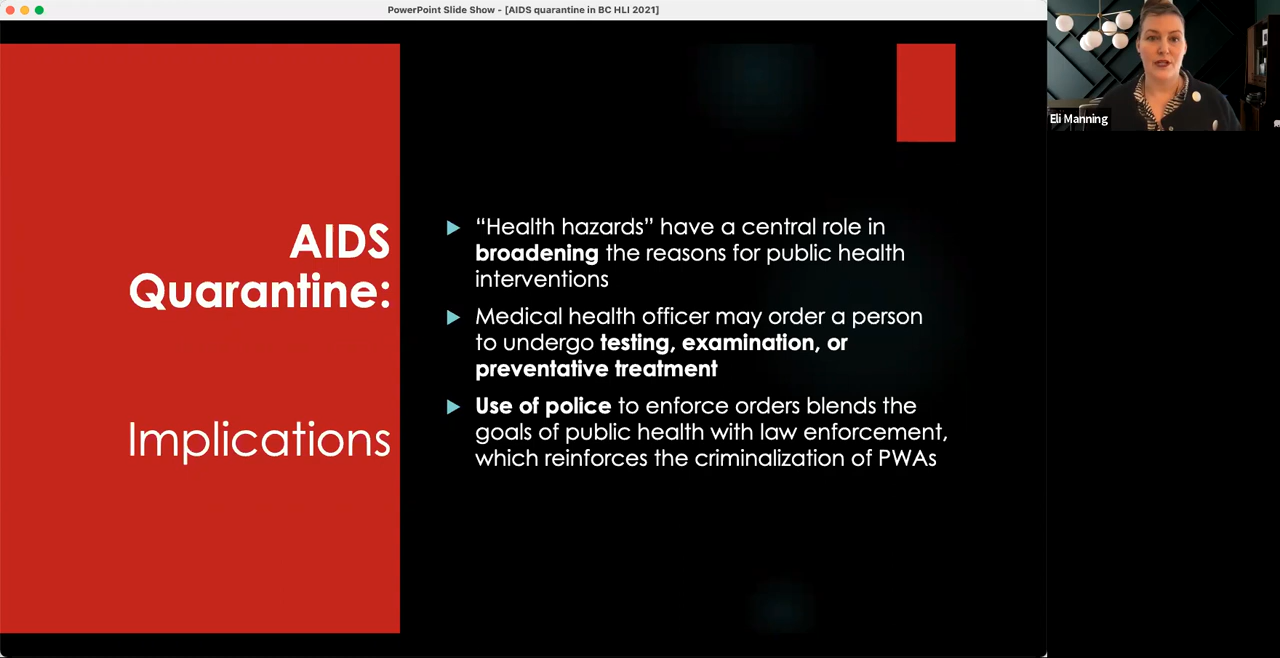 PowerPoint Slide Show - [AIDS quarantine in BC HLI 2021]
AIDS
Quarantine:
Implications
“Health hazards” have a central role in
broadening the reasons for public health
interventions
Medical health officer may order a person
to undergo testing, examination, or
preventative treatment
Use of police to enforce orders blends the
goals of public health with law enforcement,
which reinforces the criminalization of PWAs
Eli Manning